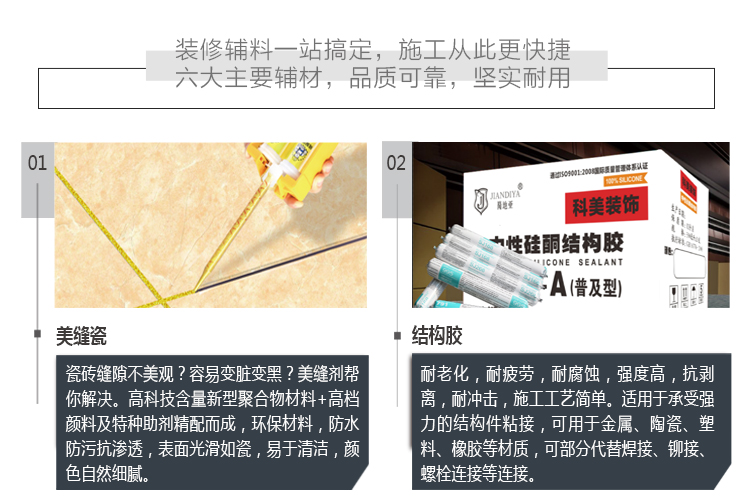 装修辅料一站搞定，施工从此更快捷
六大主要辅材，品质可靠，坚实耐用
01
美缝瓷
瓷砖缝隙不美观？容易变脏变黑？美缝剂帮
你解决。高科技含量新型聚合物材料+高档
颜料及特种助剂精配而成，环保材料，防水
防污抗渗透，表面光滑如瓷，易于清洁，颜
色自然细腻。
02
通过ISO9001:2008国际质量管理体系认证
100% SILICONE
JIANDIYA®
简地亚
科美装饰
性硅酮结构胶
ILICONE SEALANT
-A(普及型)
结构胶
耐老化，耐疲劳，耐腐蚀，强度高，抗剥
离，耐冲击，施工工艺简单。适用于承受强
力的结构件粘接，可用于金属、陶瓷、塑
料、橡胶等材质，可部分代替焊接、铆接、
螺栓连接等连接。